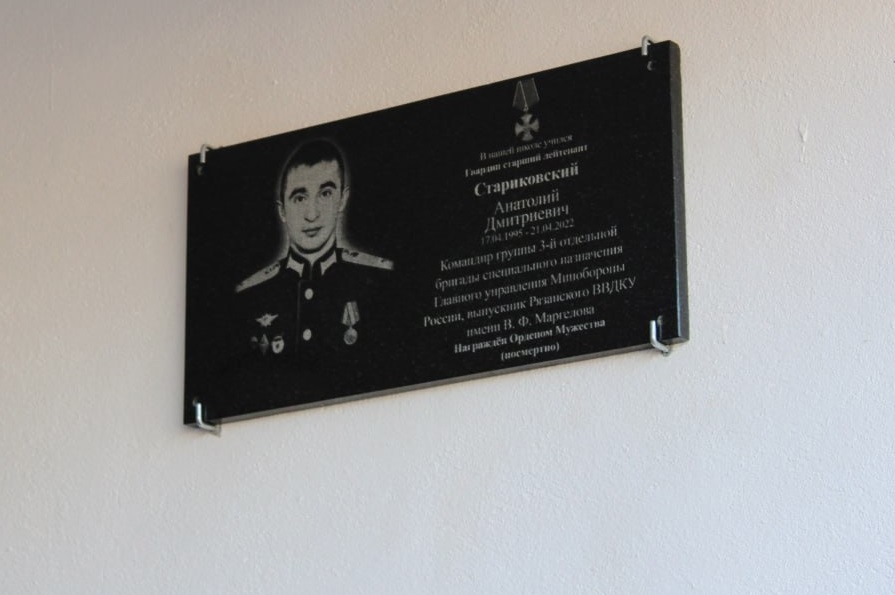 В нашей школе учился
Гвардии старший лейтенант
Стариковский
Анатолий
Дмитриевич
17.04.1995 - 21.04.2022
Командир группы 3-й отдельной
бригады специального назначения
Главного управления Минобороны
России, выпускник Рязанского ВВДКУ
имени В. Ф. Маргелова
Награждён Орденом Мужества
(посмертно)